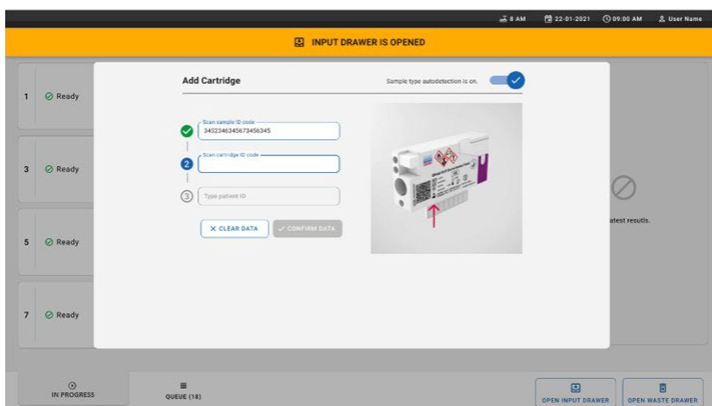 8 AM
22-01-2021
09:00 AM
User Name
INPUT DRAWER IS OPENED
Add Cartridge
Sample type autodetection is on.
1
Ready
Scan sample ID code
3452346345673456345
2
Scan cartridge ID code
3
Ready
3
Type patient ID
atest resutls.
CLEAR DATA
CONFIRM DATA
5
Ready
7
Ready
IN PROGRESS
QUEUE (18)
OPEN INPUT DRAWER
OPEN WASTE DRAWER